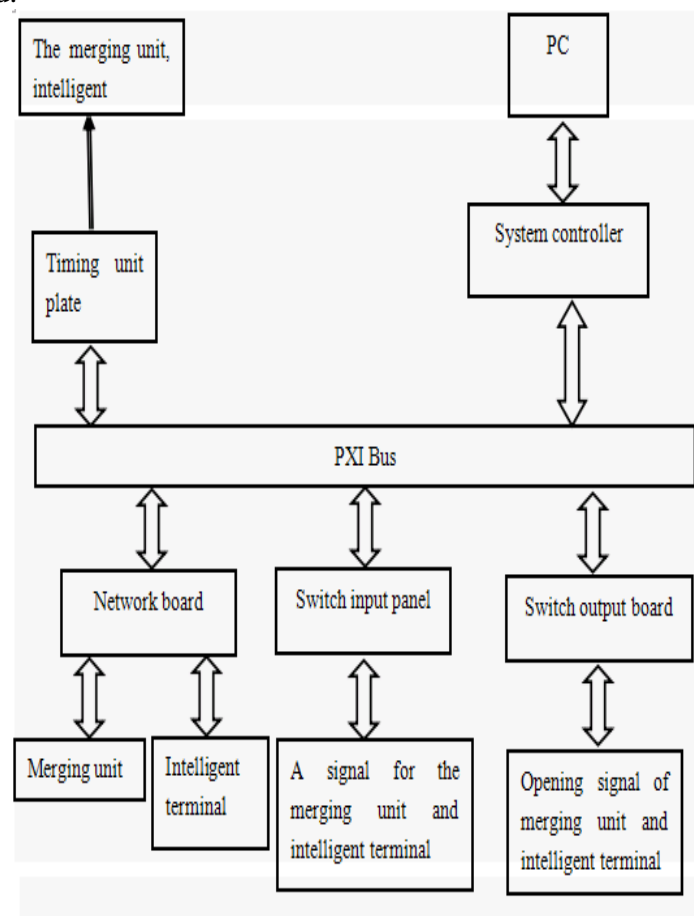 The merging unit,
intelligent
PC
System controller
Timing unit
plate
PXI Bus
Network board
Switch input panel
Switch output board
Merging unit
Intelligent
terminal
A signal for the
merging unit and
intelligent terminal
Opening signal of
merging unit and
intelligent terminal